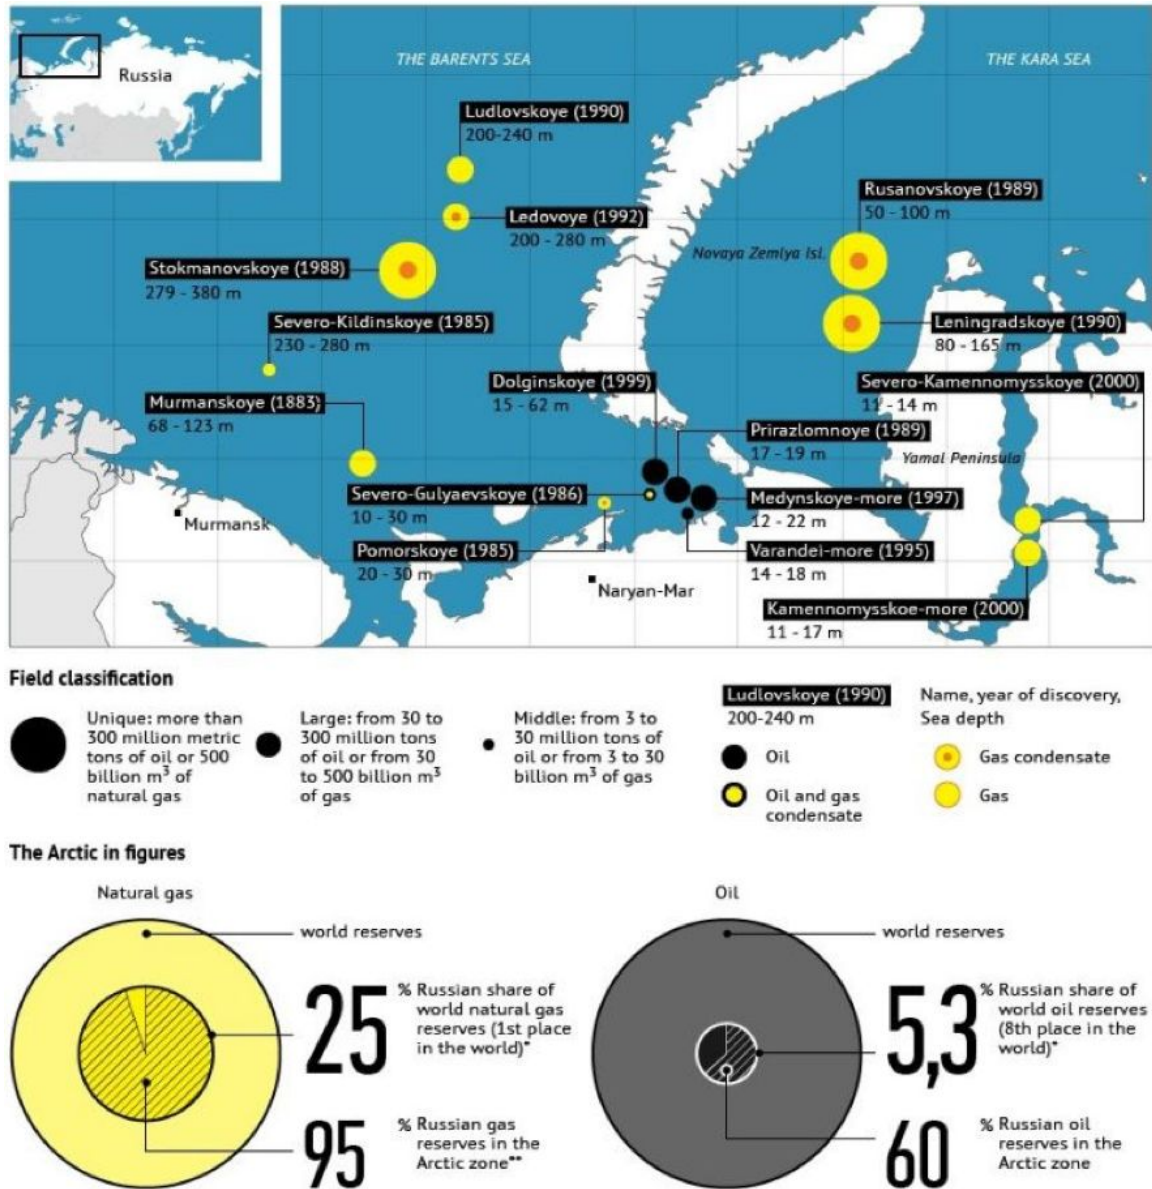 Russia
THE BARENTS SEA
THE KARA SEA
Ludlovskoye (1990)
200-240 m
Ledovoye (1992)
200 - 280 m
Rusanovskoye (1989)
50 - 100 m
Novaya Zemlya Isl.
Stokmanovskoye (1988)
279 - 380 m
Severo-Kildinskoye (1985)
230 - 280 m
Leningradskoye (1990)
80 - 165 m
Dolginskoye (1999)
15 - 62 m
Severo-Kamennomysskoye (2000)
11 - 14 m
Murmanskoye (1883)
68 - 123 m
Prirazlomnoye (1989)
17 - 19 m
Yamal Peninsula
Severo-Gulyaevskoye (1986)
10 - 30 m
Medynskoye-more (1997)
12 - 22 m
Murmansk
Pomorskoye (1985)
20 - 30 m
Varandei-more (1995)
14 - 18 m
Naryan-Mar
Kamennomysskoe-more (2000)
11 - 17 m
Field classification
Unique: more than
300 million metric
tons of oil or 500
billion m³ of
natural gas
Large: from 30 to
300 million tons
of oil or from 30
to 500 billion m³
of gas
Middle: from 3 to
30 million tons of
oil or from 3 to 30
billion m³ of gas
Ludlovskoye (1990)
200-240 m
Name, year of discovery,
Sea depth
Oil
Gas condensate
Oil and gas
condensate
Gas
The Arctic in figures
Natural gas
world reserves
25 % Russian share of
world natural gas
reserves (1st place
in the world)*
95 % Russian gas
reserves in the
Arctic zone**
Oil
world reserves
5,3 % Russian share of
world oil reserves
(8th place in the
world)*
60 % Russian oil
reserves in the
Arctic zone